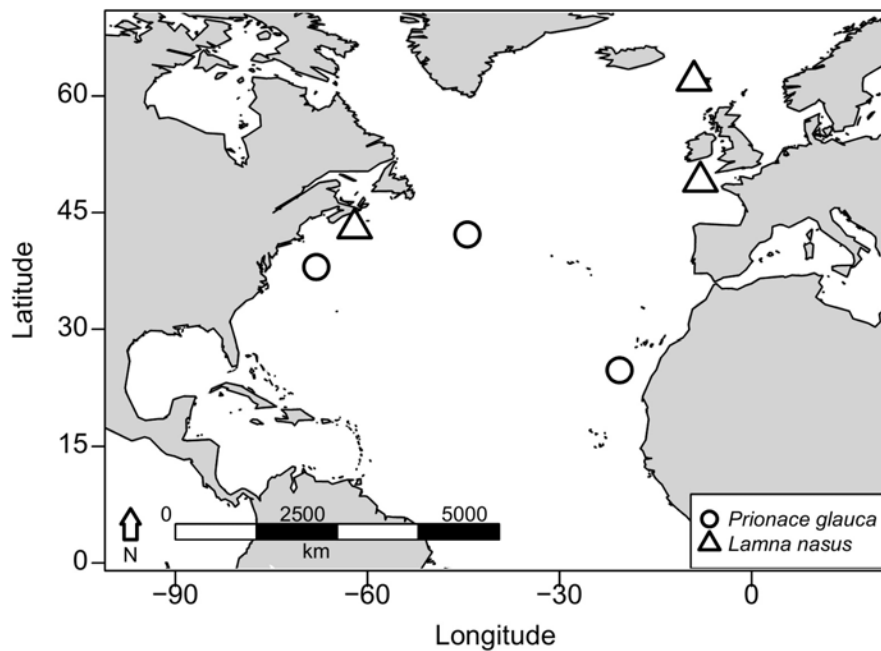 60
45
30
15
0
Latitude
0 2500 5000
km
N
Prionace glauca
Lamna nasus
−90 −60 −30 0
Longitude